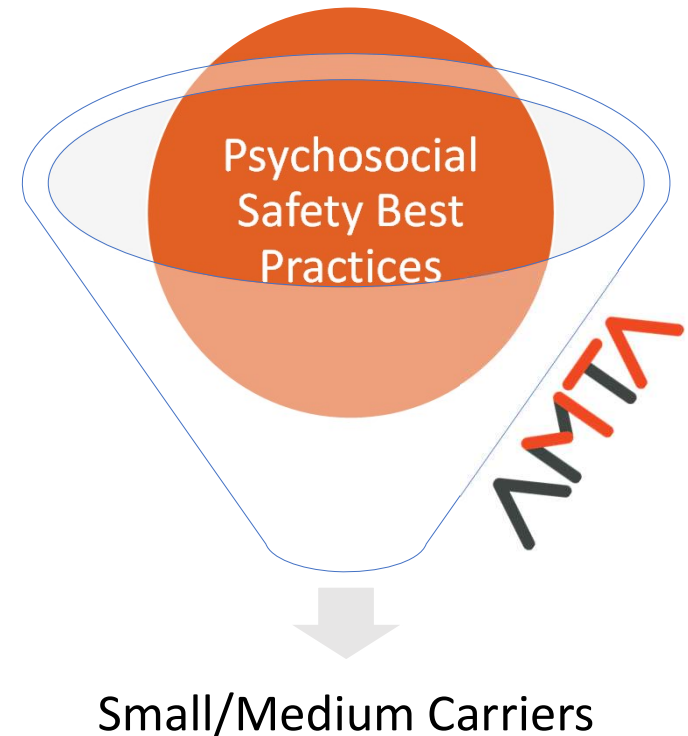 Psychosocial
Safety Best
Practices
AMTA
Small/Medium Carriers